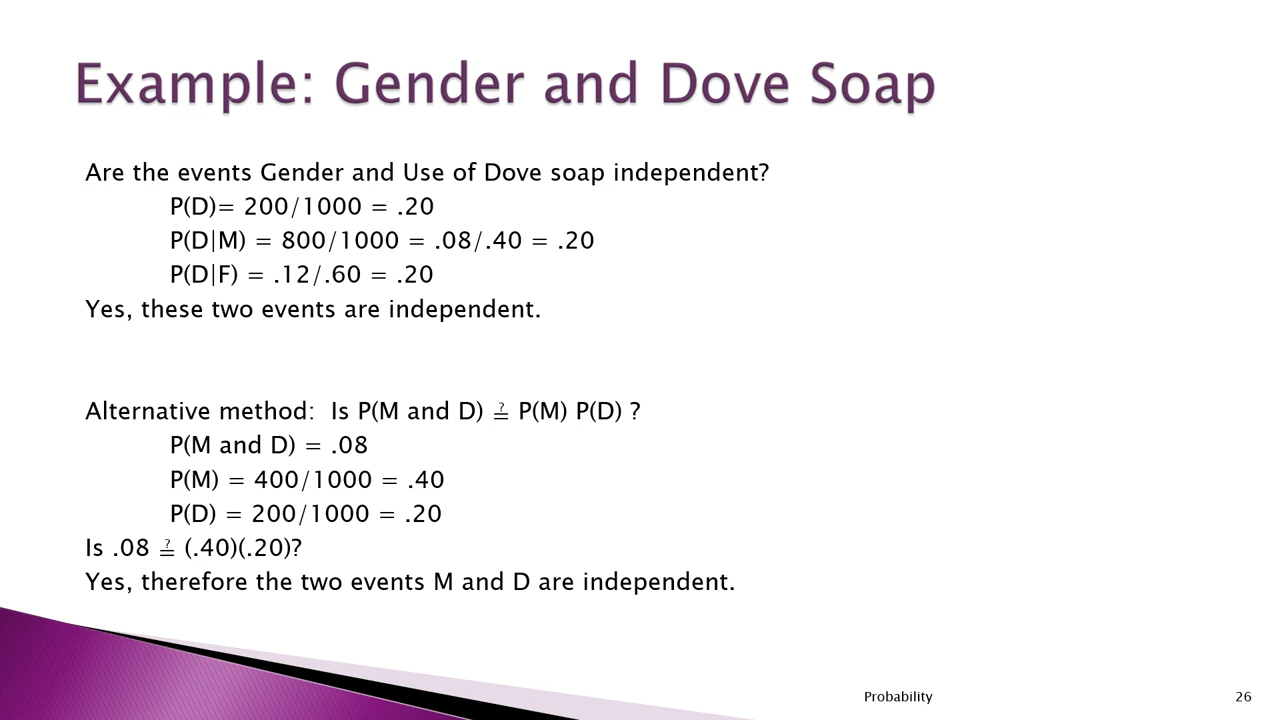 Example: Gender and Dove Soap
Are the events Gender and Use of Dove soap independent?
P(D)= 200/1000 = .20
P(D|M) = 800/1000 = .08/.40 = .20
P(D|F) = .12/.60 = .20
Yes, these two events are independent.
Alternative method: Is P(M and D) ≟ P(M) P(D) ?
P(M and D) = .08
P(M) = 400/1000 = .40
P(D) = 200/1000 = .20
Is .08 ≟ (.40)(.20)?
Yes, therefore the two events M and D are independent.
Probability
26